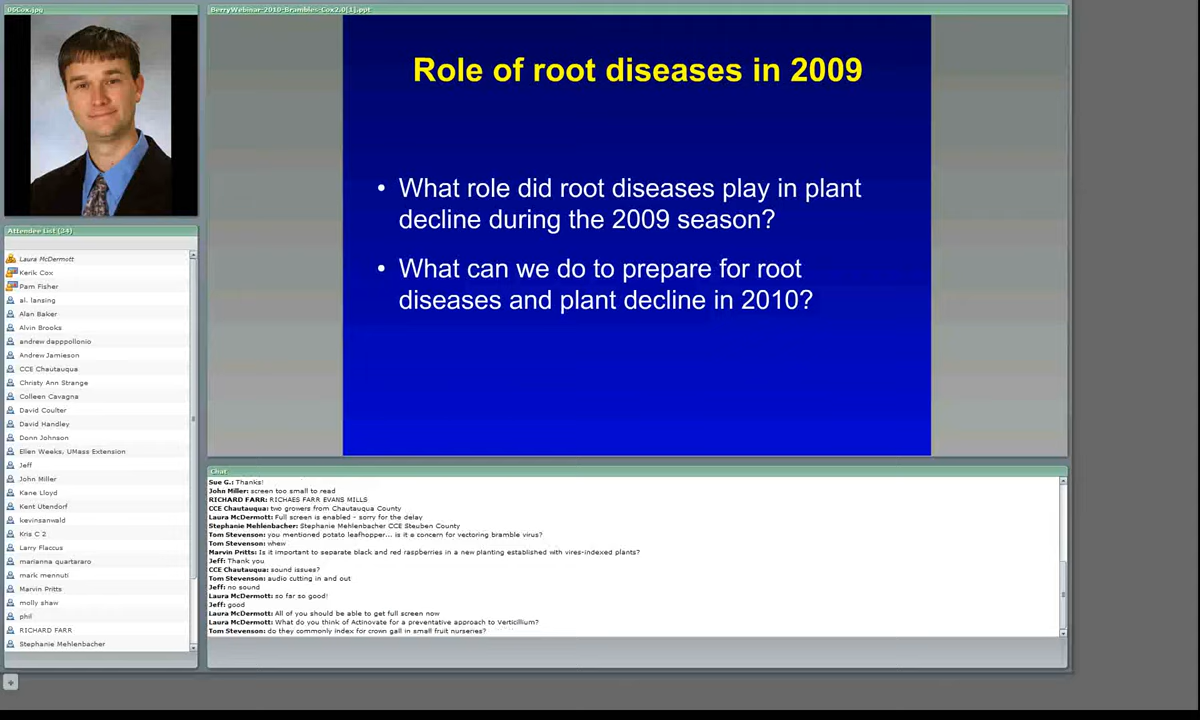 06Cox.jpg
BerryWebinar-2010-Brambles-Cox2.0[1].ppt
Role of root diseases in 2009
• What role did root diseases play in plant
decline during the 2009 season?
• What can we do to prepare for root
diseases and plant decline in 2010?
Attendee List (34)
Laura McDermott
Kerik Cox
Pam Fisher
al. lansing
Alan Baker
Alvin Brooks
andrew dapppollonio
Andrew Jamieson
CCE Chautauqua
Christy Ann Strange
Colleen Cavagna
David Coulter
David Handley
Donn Johnson
Ellen Weeks, UMass Extension
Jeff
John Miller
Kane Lloyd
Kent Utendorf
kevinsanwald
Kris C 2
Larry Flaccus
marianna quartararo
mark mennuti
Marvin Pritts
molly shaw
phil
RICHARD FARR
Stephanie Mehlenbacher
Chat
Sue G.: Thanks!
John Miller: screen too small to read
RICHARD FARR: RICHAES FARR EVANS MILLS
CCE Chautauqua: two growers from Chautauqua County
Laura McDermott: Full screen is enabled - sorry for the delay
Stephanie Mehlenbacher: Stephanie Mehlenbacher CCE Steuben County
Tom Stevenson: you mentioned potato leafhopper... is it a concern for vectoring bramble virus?
Tom Stevenson: whew
Marvin Pritts: Is it important to separate black and red raspberries in a new planting established with vires-indexed plants?
Jeff: Thank you
CCE Chautauqua: sound issues?
Tom Stevenson: audio cutting in and out
Jeff: no sound
Laura McDermott: so far so good!
Jeff: good
Laura McDermott: All of you should be able to get full screen now
Laura McDermott: What do you think of Actinovate for a preventative approach to Verticillium?
Tom Stevenson: do they commonly index for crown gall in small fruit nurseries?